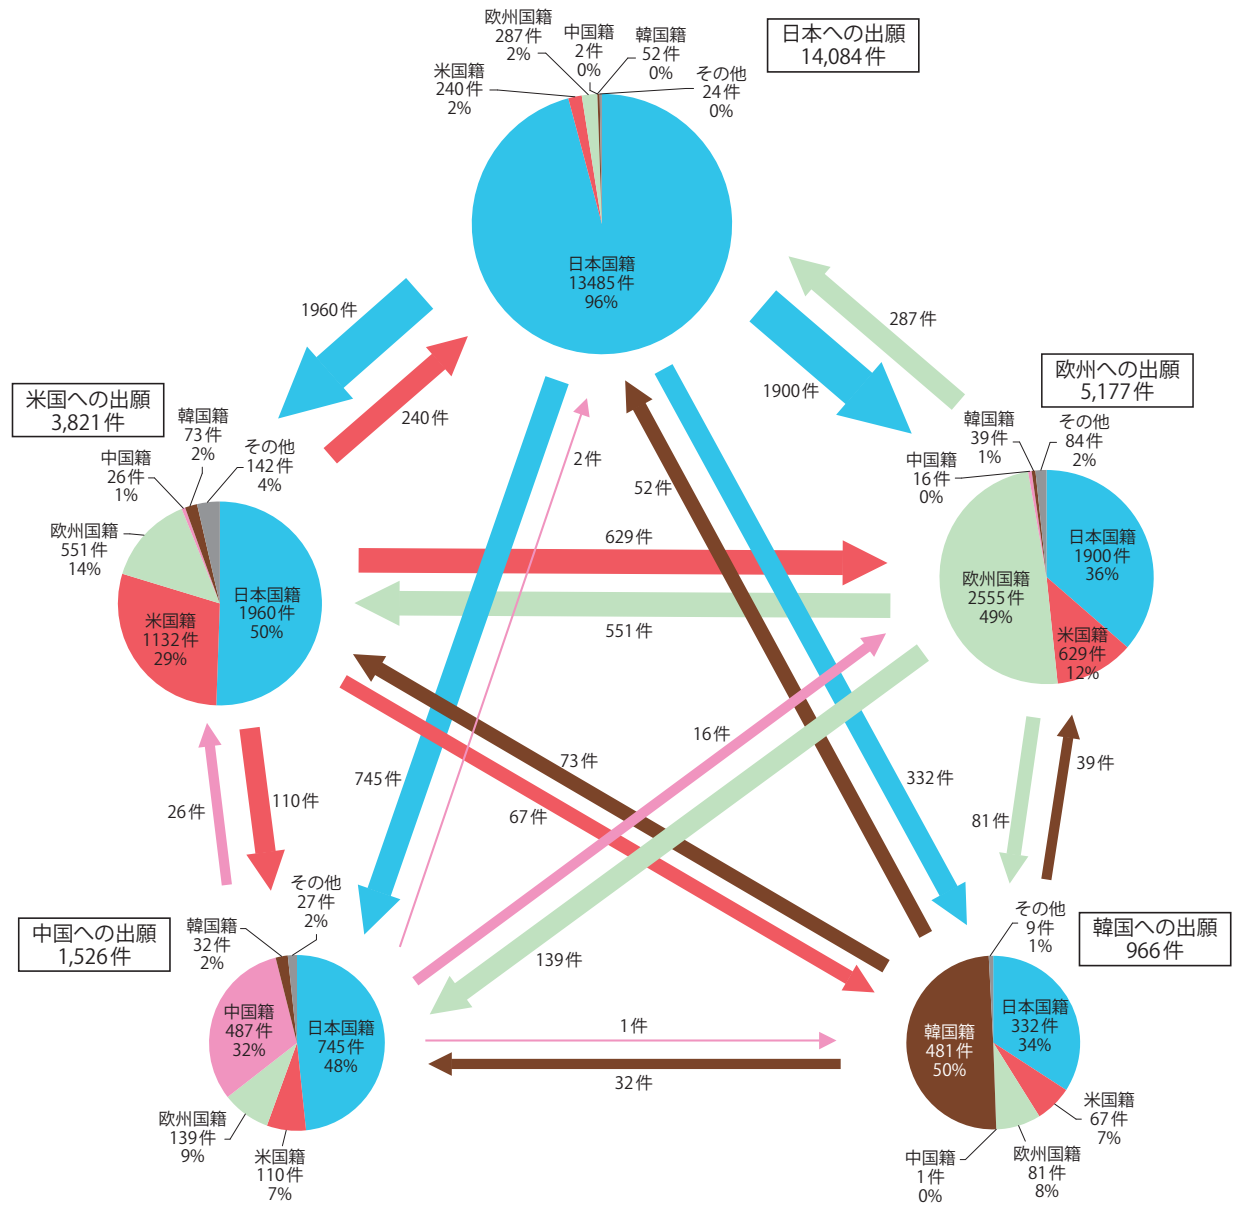 欧州国籍
287件
2%
中国籍
2件
0%
韓国籍
52件
0%
日本への出願
14,084件
米国籍
240件
2%
その他
24件
0%
日本国籍
13485件
96%
1960件
240件
1900件
287件
米国への出願
3,821件
欧州への出願
5,177件
韓国籍
73件
2%
その他
142件
4%
中国籍
26件
1%
欧州国籍
551件
14%
日本国籍
1960件
50%
米国籍
1132件
29%
2件
52件
韓国籍
39件
1%
その他
84件
2%
中国籍
16件
0%
日本国籍
1900件
36%
欧州国籍
2555件
49%
米国籍
629件
12%
629件
551件
26件
110件
745件
73件
67件
16件
332件
81件
39件
139件
中国への出願
1,526件
その他
27件
2%
韓国籍
32件
2%
中国籍
487件
32%
日本国籍
745件
48%
欧州国籍
139件
9%
米国籍
110件
7%
1件
32件
韓国への出願
966件
その他
9件
1%
日本国籍
332件
34%
韓国籍
481件
50%
米国籍
67件
7%
中国籍
1件
0%
欧州国籍
81件
8%